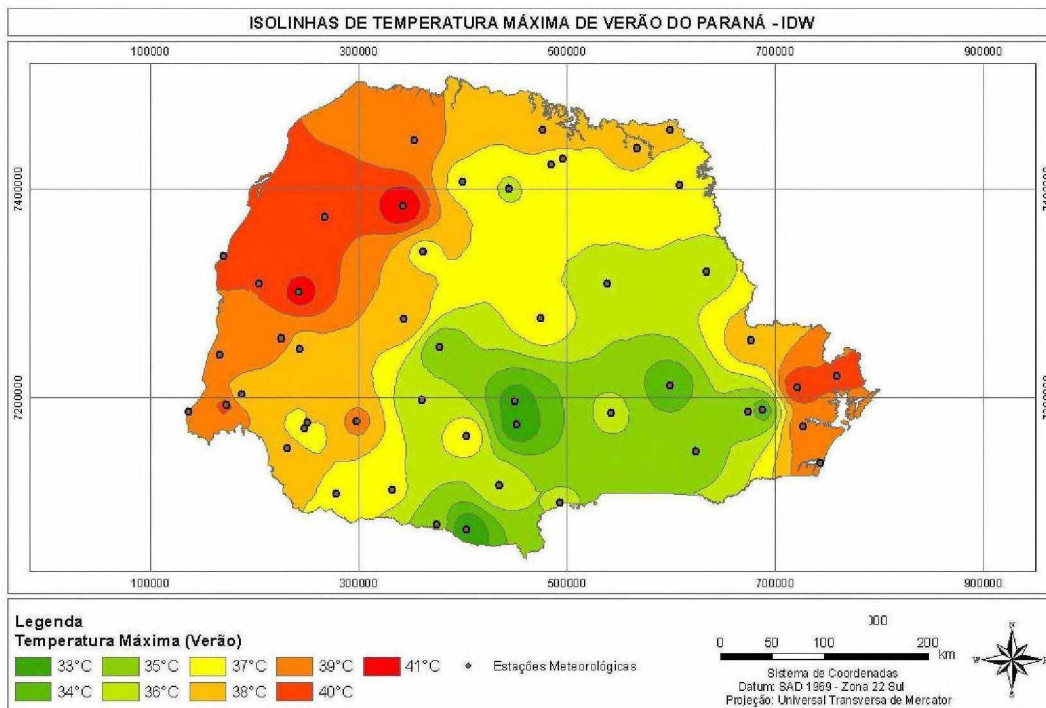 ISOLINHAS DE TEMPERATURA MÁXIMA DE VERÃO DO PARANÁ - IDW
100000 300000 500000 700000 900000
7400000 7400000
7200000 7200000
100000 300000 500000 700000 900000
Legenda
Temperatura Máxima (Verão)
33°C 35°C 37°C 39°C 41°C Estações Meteorológicas
34°C 36°C 38°C 40°C
0 50 100 200
km
Sistema de Coordenadas
Datum: SAD 1969 - Zona 22 Sul
Projeção: Universal Transversa de Mercator